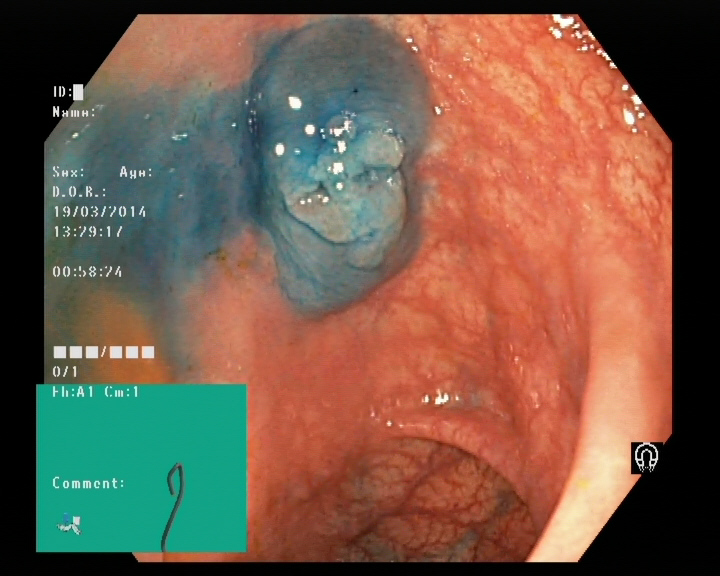 ID:
Name:
Sex: Age:
D.O.B.:
19/03/2014
13:29:17
00:58:24
■■■/■■■
0/1
Eh:A1 Cm:1
Comment: